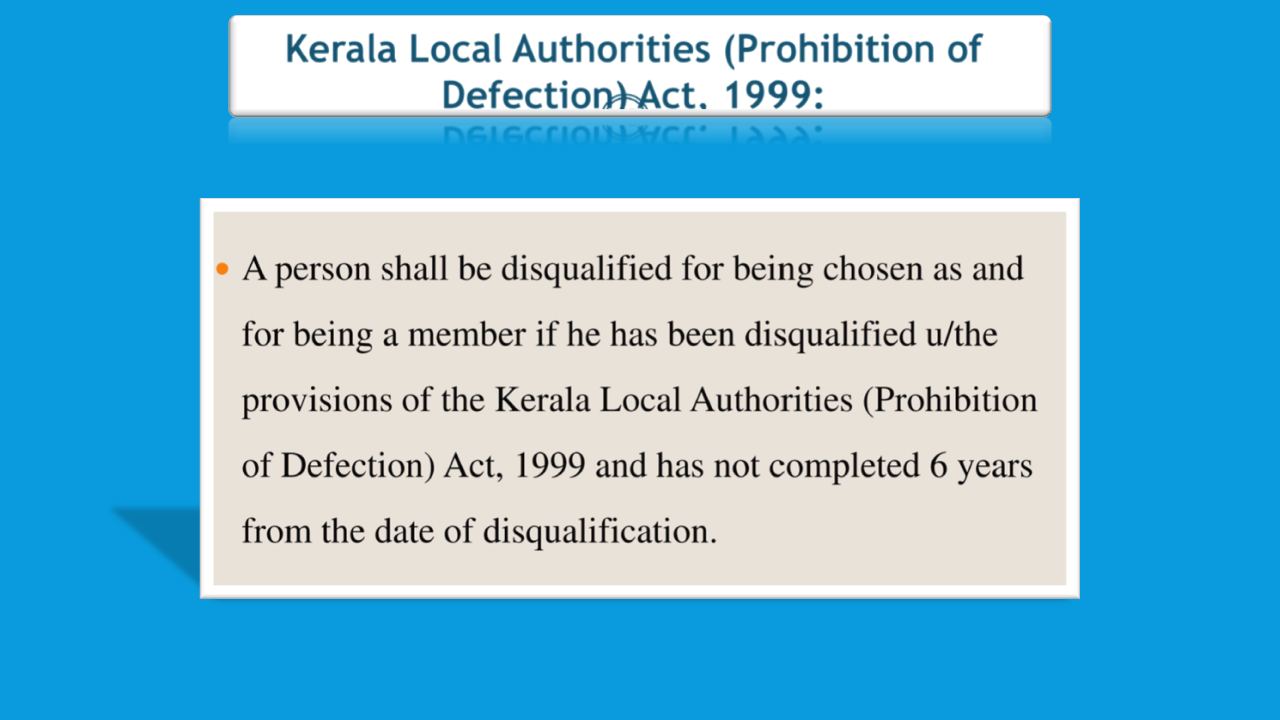 Kerala Local Authorities (Prohibition of
Defection) Act, 1999:
• A person shall be disqualified for being chosen as and
for being a member if he has been disqualified u/the
provisions of the Kerala Local Authorities (Prohibition
of Defection) Act, 1999 and has not completed 6 years
from the date of disqualification.